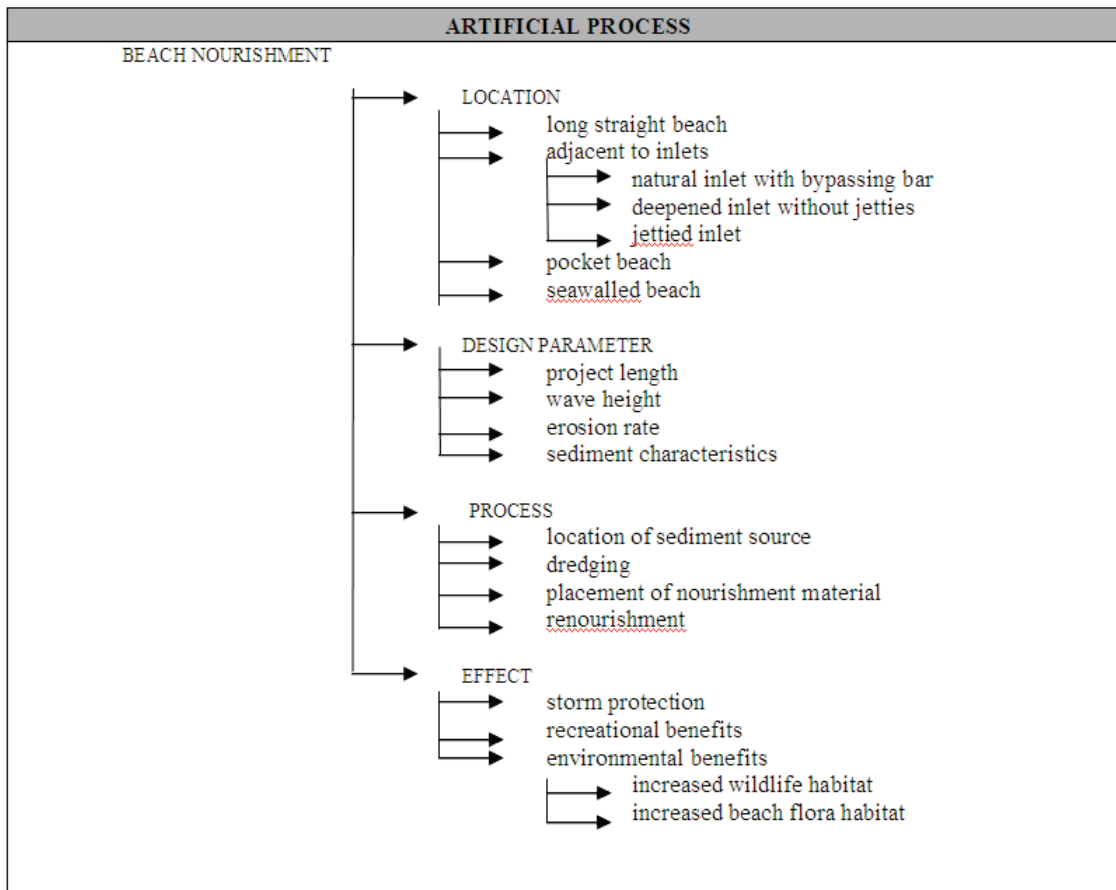 ARTIFICIAL PROCESS
BEACH NOURISHMENT
LOCATION
long straight beach
adjacent to inlets
natural inlet with bypassing bar
deepened inlet without jetties
jettied inlet
pocket beach
seawalled beach
DESIGN PARAMETER
project length
wave height
erosion rate
sediment characteristics
PROCESS
location of sediment source
dredging
placement of nourishment material
renourishment
EFFECT
storm protection
recreational benefits
environmental benefits
increased wildlife habitat
increased beach flora habitat